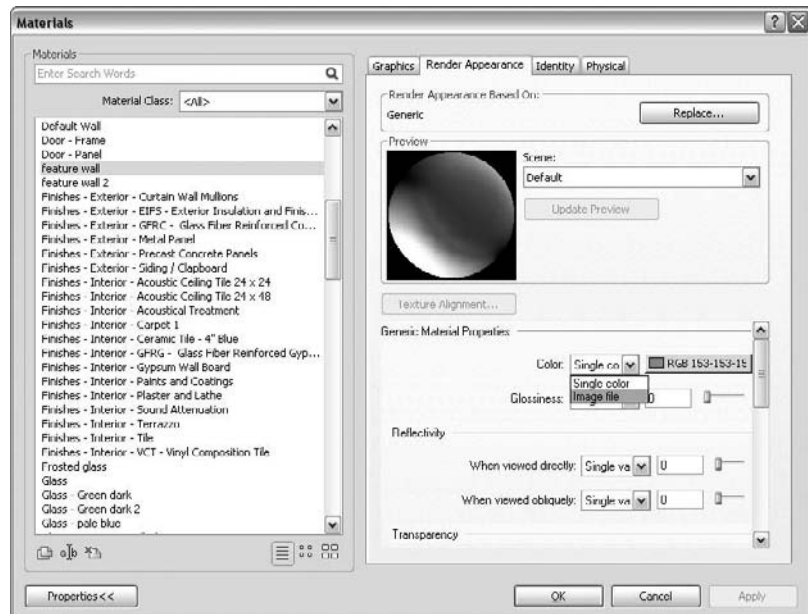 Materials
Materials
Enter Search Words
Material Class: <All>
Default Wall
Door - Frame
Door - Panel
feature wall
feature wall 2
Finishes - Exterior - Curtain Wall Mullions
Finishes - Exterior - EIFS - Exterior Insulation and Finis...
Finishes - Exterior - GFRC - Glass Fiber Reinforced Co...
Finishes - Exterior - Metal Panel
Finishes - Exterior - Precast Concrete Panels
Finishes - Exterior - Siding / Clapboard
Finishes - Interior - Acoustic Ceiling Tile 24 x 24
Finishes - Interior - Acoustic Ceiling Tile 24 x 48
Finishes - Interior - Acoustical Treatment
Finishes - Interior - Carpet 1
Finishes - Interior - Ceramic Tile - 4" Blue
Finishes - Interior - GFRG - Glass Fiber Reinforced Gyp...
Finishes - Interior - Gypsum Wall Board
Finishes - Interior - Paints and Coatings
Finishes - Interior - Plaster and Lathe
Finishes - Interior - Sound Attenuation
Finishes - Interior - Terrazzo
Finishes - Interior - Tile
Finishes - Interior - VCT - Vinyl Composition Tile
Frosted glass
Glass
Glass - Green dark
Glass - Green dark 2
Glass - pale blue
Properties<<
Graphics Render Appearance Identity Physical
Render Appearance Based On:
Generic Replace...
Preview
Scene:
Default
Update Preview
Texture Alignment...
Generic Material Properties
Color: Single co RGB 153-153-15
Single color
Image file
Glossiness: 0
Reflectivity
When viewed directly: Single va 0
When viewed obliquely: Single va 0
Transparency
OK Cancel Apply